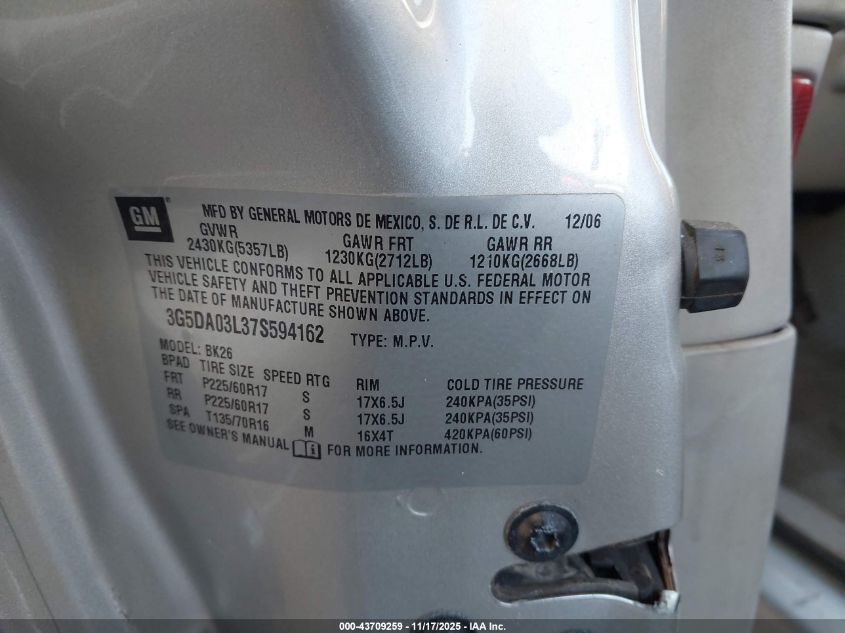 GM
MFD BY GENERAL MOTORS DE MEXICO, S. DE R.L. DE C.V. 12/06
GVWR GAWR FRT GAWR RR
2430KG(5357LB) 1230KG(2712LB) 1210KG(2668LB)
THIS VEHICLE CONFORMS TO ALL APPLICABLE U.S. FEDERAL MOTOR
VEHICLE SAFETY AND THEFT PREVENTION STANDARDS IN EFFECT ON
THE DATE OF MANUFACTURE SHOWN ABOVE.
3G5DA03L37S594162 TYPE: M.P.V.
MODEL: BK26
BPAD TIRE SIZE SPEED RTG RIM COLD TIRE PRESSURE
FRT P225/60R17 S 17X6.5J 240KPA(35PSI)
RR P225/60R17 S 17X6.5J 240KPA(35PSI)
SPA T135/70R16 M 16X4T 420KPA(60PSI)
SEE OWNER'S MANUAL FOR MORE INFORMATION.
000-43709259 - 11/17/2025 - IAA Inc.